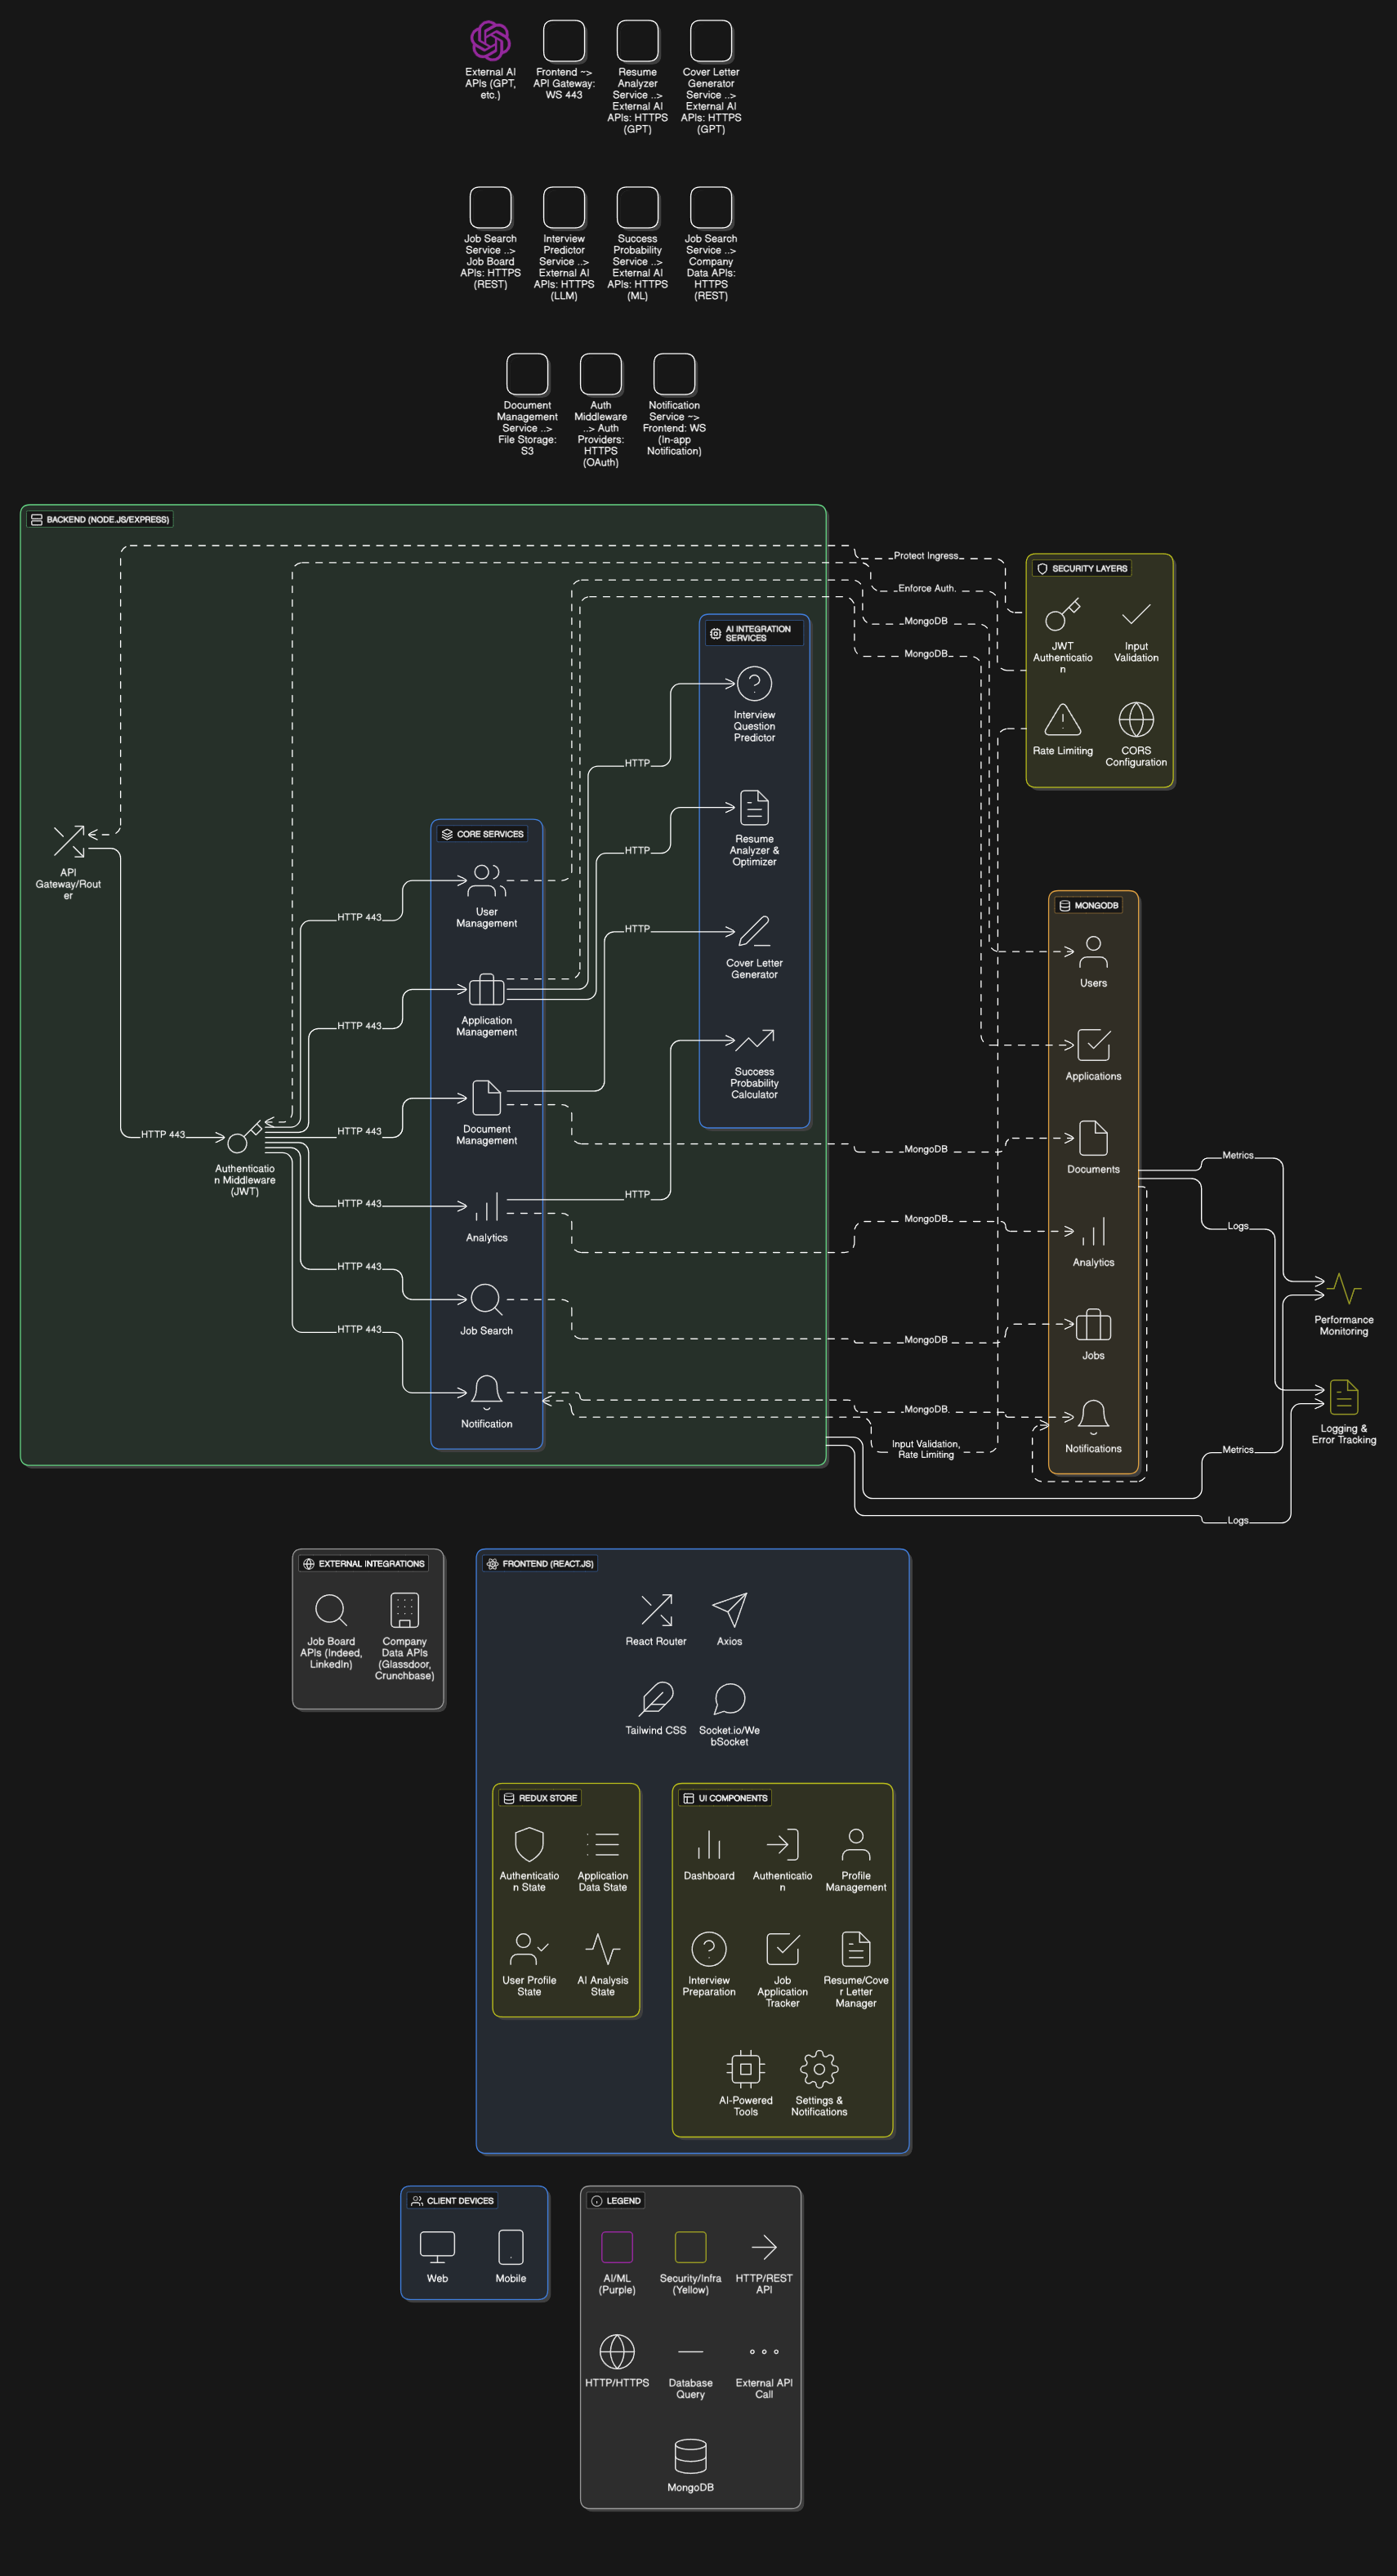 External AI
APIs (GPT,
etc.)
Frontend ~>
API Gateway:
WS 443
Resume
Analyzer
Service ..>
External AI
APIs: HTTPS
(GPT)
Cover Letter
Generator
Service ..>
External AI
APIs: HTTPS
(GPT)
Job Search
Service ..>
Job Board
APIs: HTTPS
(REST)
Interview
Predictor
Service ..>
External AI
APIs: HTTPS
(LLM)
Success
Probability
Service ..>
External AI
APIs: HTTPS
(ML)
Job Search
Service ..>
Company
Data APIs:
HTTPS
(REST)
Document
Management
Service ..>
File Storage:
S3
Auth
Middleware
..> Auth
Providers:
HTTPS
(OAuth)
Notification
Service ~>
Frontend: WS
(In-app
Notification)
BACKEND (NODE.JS/EXPRESS)
Protect Ingress
Enforce Auth.
MongoDB
MongoDB
SECURITY LAYERS
JWT
Authenticatio
n
Input
Validation
Rate Limiting
CORS
Configuration
AI INTEGRATION
SERVICES
Interview
Question
Predictor
HTTP
Resume
Analyzer &
Optimizer
HTTP
Cover Letter
Generator
HTTP
Success
Probability
Calculator
HTTP
API
Gateway/Rout
er
HTTP 443
Authenticatio
n Middleware
(JWT)
HTTP 443
HTTP 443
HTTP 443
HTTP 443
HTTP 443
HTTP 443
CORE SERVICES
User
Management
Application
Management
Document
Management
Analytics
Job Search
Notification
MongoDB
MongoDB
MongoDB
MongoDB
Input Validation,
Rate Limiting
MONGODB
Users
Applications
Documents
Analytics
Jobs
Notifications
Metrics
Logs
Metrics
Logs
Performance
Monitoring
Logging &
Error Tracking
EXTERNAL INTEGRATIONS
Job Board
APIs (Indeed,
LinkedIn)
Company
Data APIs
(Glassdoor,
Crunchbase)
FRONTEND (REACT.JS)
React Router
Axios
Tailwind CSS
Socket.io/We
bSocket
REDUX STORE
Authenticatio
n State
Application
Data State
User Profile
State
AI Analysis
State
UI COMPONENTS
Dashboard
Authenticatio
n
Profile
Management
Interview
Preparation
Job
Application
Tracker
Resume/Cove
r Letter
Manager
AI-Powered
Tools
Settings &
Notifications
CLIENT DEVICES
Web
Mobile
LEGEND
AI/ML
(Purple)
Security/Infra
(Yellow)
HTTP/REST
API
HTTP/HTTPS
Database
Query
External API
Call
MongoDB